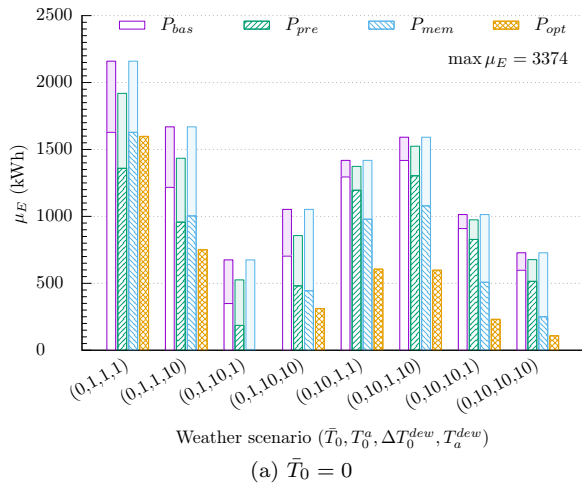 2500
2000
1500
1000
500
0
μ_E (kWh)
P_bas P_pre P_mem P_opt
max μ_E = 3374
(0,1,1,1) (0,1,1,10) (0,1,10,1) (0,1,10,10) (0,10,1,1) (0,10,1,10) (0,10,10,1) (0,10,10,10)
Weather scenario (T̄_0, T_0^a, ΔT_0^dew, T_a^dew)
(a) T̄_0 = 0